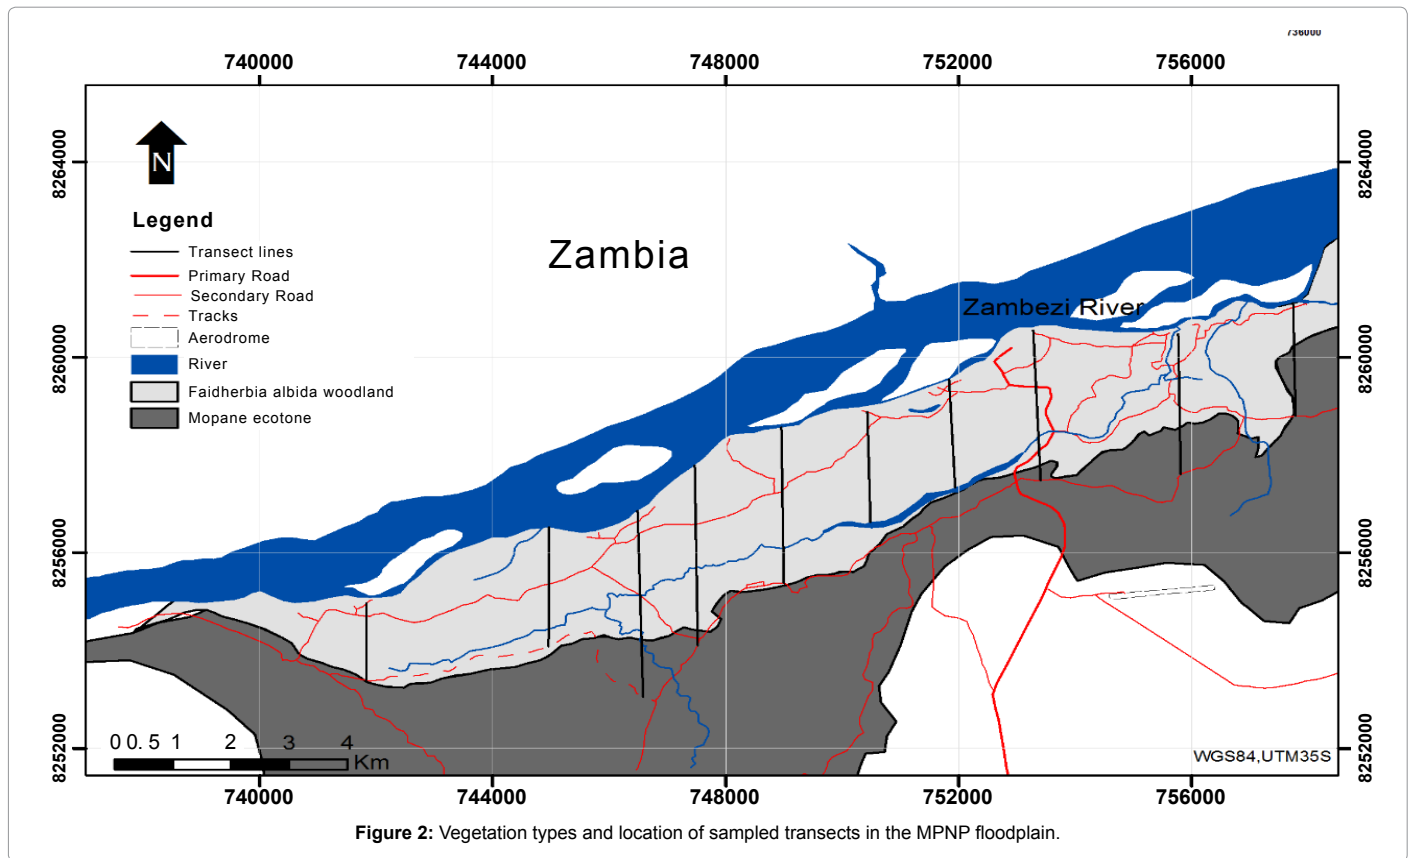 736000
740000 744000 748000 752000 756000
8264000 8264000
N
Legend
Transect lines
Primary Road
Secondary Road
Tracks
Aerodrome
River
Faidherbia albida woodland
Mopane ecotone
Zambia
Zambezi River
8260000 8260000
8256000 8256000
8252000 8252000
0 0.5 1 2 3 4
Km
WGS84,UTM35S
740000 744000 748000 752000 756000
Figure 2: Vegetation types and location of sampled transects in the MPNP floodplain.